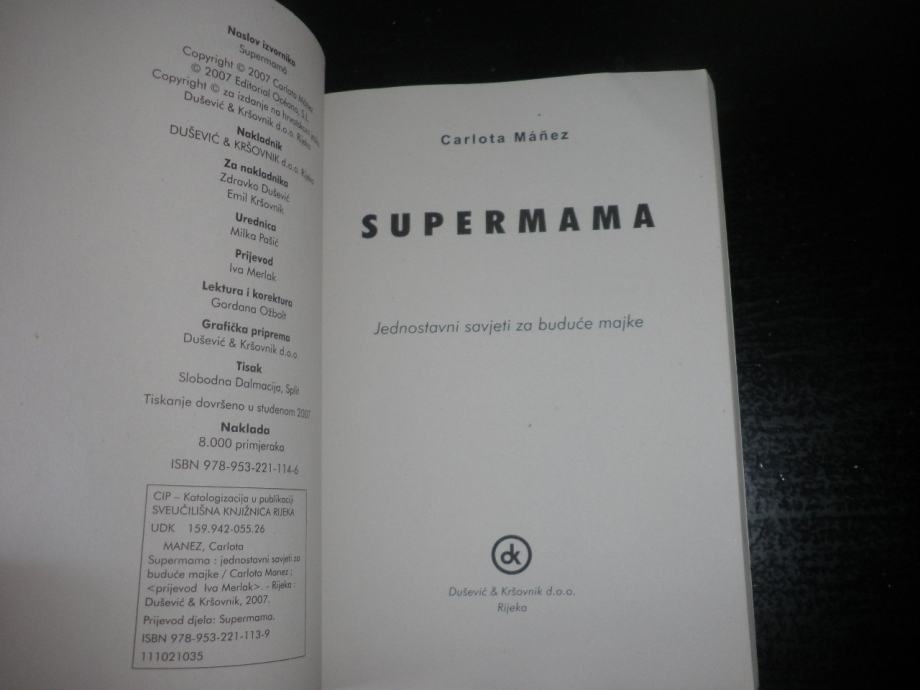 Naslov izvornika
Supermamá
Copyright © 2007 Carlota Máñez
© 2007 Editorial Océano, S.L.
Copyright © za izdanje na hrvatskom
Dušević & Kršovnik d.o.o. Rijeka
Nakladnik
DUŠEVIĆ & KRŠOVNIK d.o.o. Rijeka
Za nakladnika
Zdravko Dušević
Emil Kršovnik
Urednica
Milka Pašić
Prijevod
Iva Merlak
Lektura i korektura
Gordana Ožbolt
Grafička priprema
Dušević & Kršovnik d.o.o
Tisak
Slobodna Dalmacija, Split
Tiskanje dovršeno u studenom 2007
Naklada
8.000 primjeraka
ISBN 978-953-221-114-6
CIP – Katologizacija u publikaciji
SVEUČILIŠNA KNJIŽNICA RIJEKA
UDK 159.942-055.26
MANEZ, Carlota
Supermama : jednostavni savjeti za
buduće majke / Carlota Manez ;
<prijevod Iva Merlak>. - Rijeka :
Dušević & Kršovnik, 2007.
Prijevod djela: Supermama.
ISBN 978-953-221-113-9
111021035
Carlota Máñez
SUPERMAMA
Jednostavni savjeti za buduće majke
dk
Dušević & Kršovnik d.o.o.
Rijeka